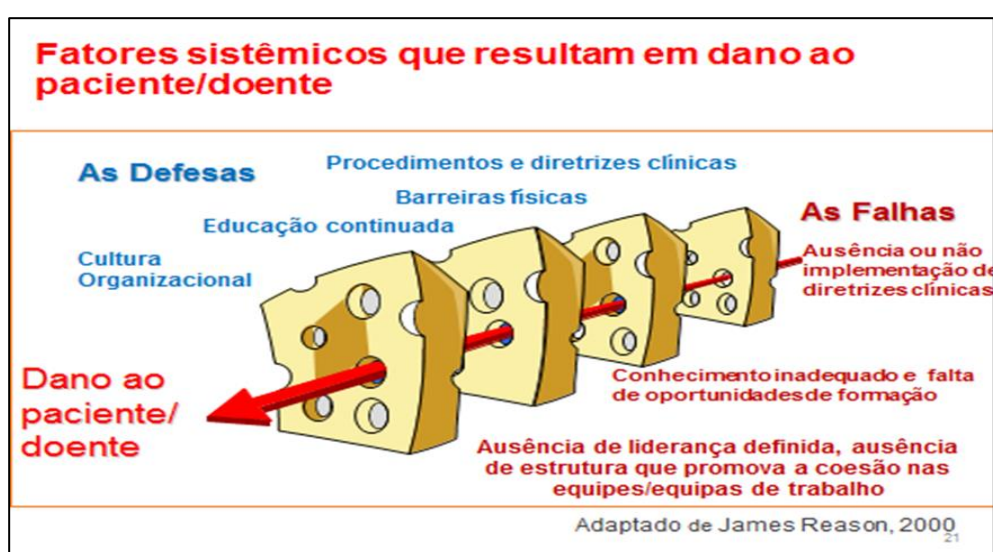 Fatores sistêmicos que resultam em dano ao
paciente/doente
As Defesas
Procedimentos e diretrizes clínicas
Barreiras físicas
Educação continuada
Cultura
Organizacional
As Falhas
Ausência ou não
implementação de
diretrizes clínicas
Dano ao
paciente/
doente
Conhecimento inadequado e falta
de oportunidades de formação
Ausência de liderança definida, ausência
de estrutura que promova a coesão nas
equipes/equipas de trabalho
Adaptado de James Reason, 2000
21